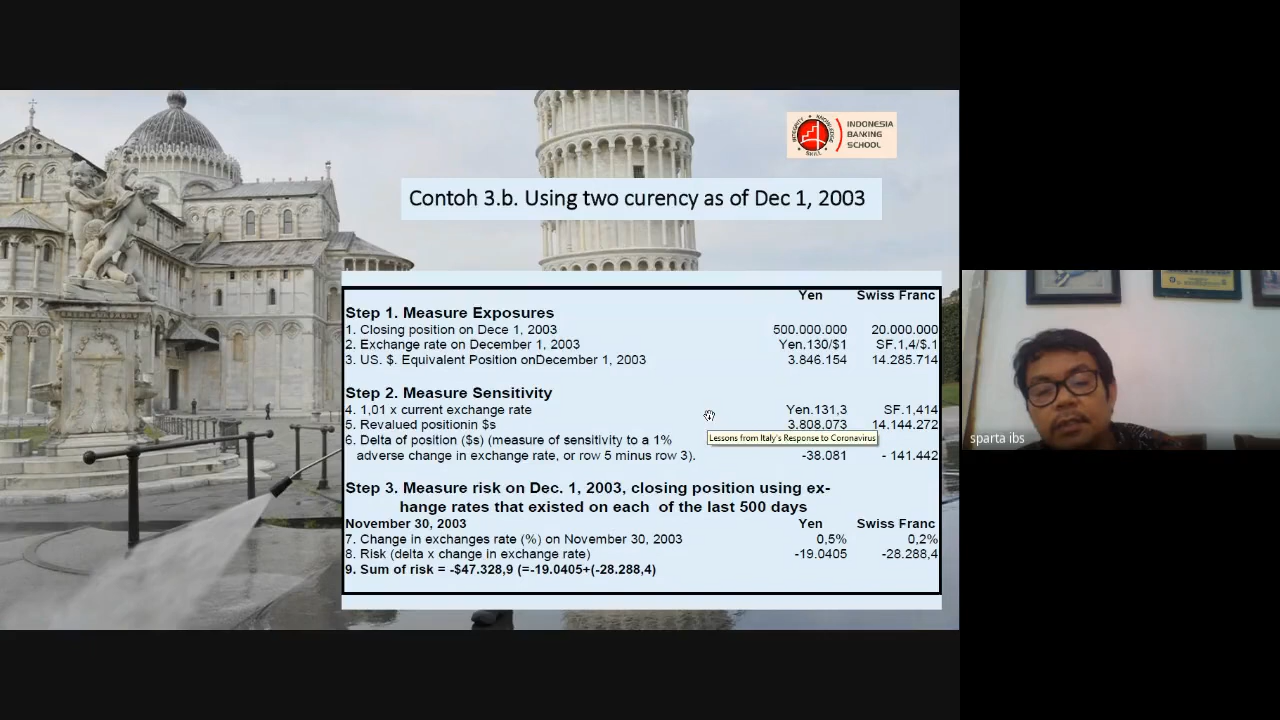 INTEGRITY KNOWLEDGE
SKILL
INDONESIA
BANKING
SCHOOL
Contoh 3.b. Using two curency as of Dec 1, 2003
Yen Swiss Franc
Step 1. Measure Exposures
1. Closing position on Dece 1, 2003 500.000.000 20.000.000
2. Exchange rate on December 1, 2003 Yen.130/$1 SF.1,4/$.1
3. US. $. Equivalent Position onDecember 1, 2003 3.846.154 14.285.714
Step 2. Measure Sensitivity
4. 1,01 x current exchange rate Yen.131,3 SF.1,414
5. Revalued positionin $s 3.808.073 14.144.272
Lessons from Italy's Response to Coronavirus
6. Delta of position ($s) (measure of sensitivity to a 1%
adverse change in exchange rate, or row 5 minus row 3). -38.081 - 141.442
Step 3. Measure risk on Dec. 1, 2003, closing position using ex-
hange rates that existed on each of the last 500 days
November 30, 2003 Yen Swiss Franc
7. Change in exchanges rate (%) on November 30, 2003 0,5% 0,2%
8. Risk (delta x change in exchange rate) -19.0405 -28.288,4
9. Sum of risk = -$47.328,9 (=-19.0405+(-28.288,4)
sparta ibs